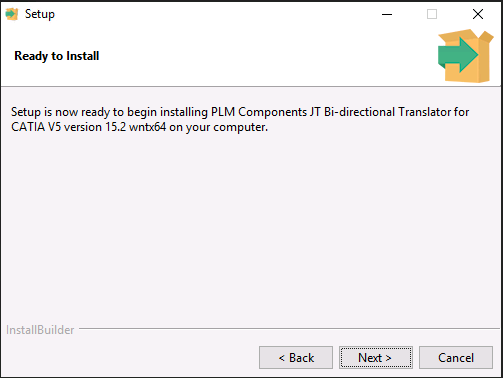 Setup
Ready to Install
Setup is now ready to begin installing PLM Components JT Bi-directional Translator for
CATIA V5 version 15.2 wntx64 on your computer.
InstallBuilder
< Back
Next >
Cancel